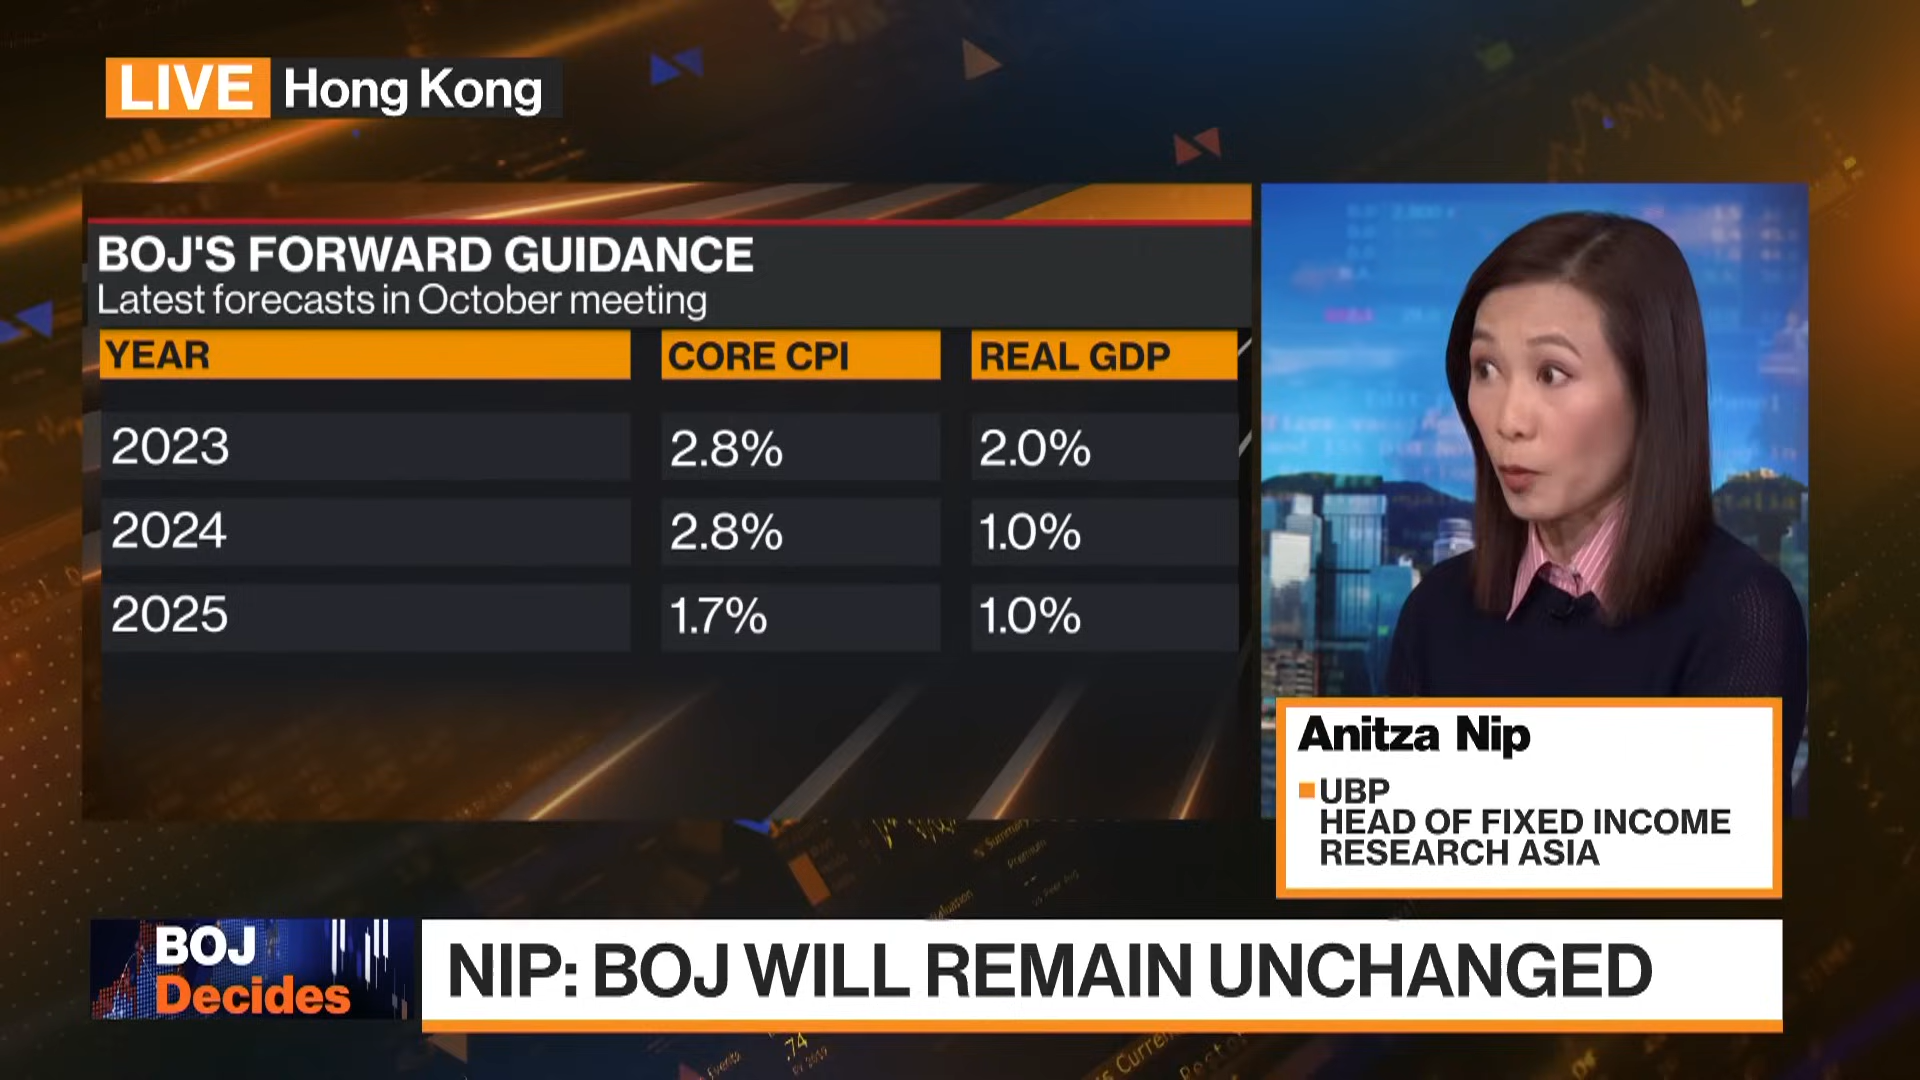 LIVE Hong Kong
BOJ'S FORWARD GUIDANCE
Latest forecasts in October meeting
YEAR CORE CPI REAL GDP
2023 2.8% 2.0%
2024 2.8% 1.0%
2025 1.7% 1.0%
Anitza Nip
UBP
HEAD OF FIXED INCOME
RESEARCH ASIA
BOJ
Decides
NIP: BOJ WILL REMAIN UNCHANGED